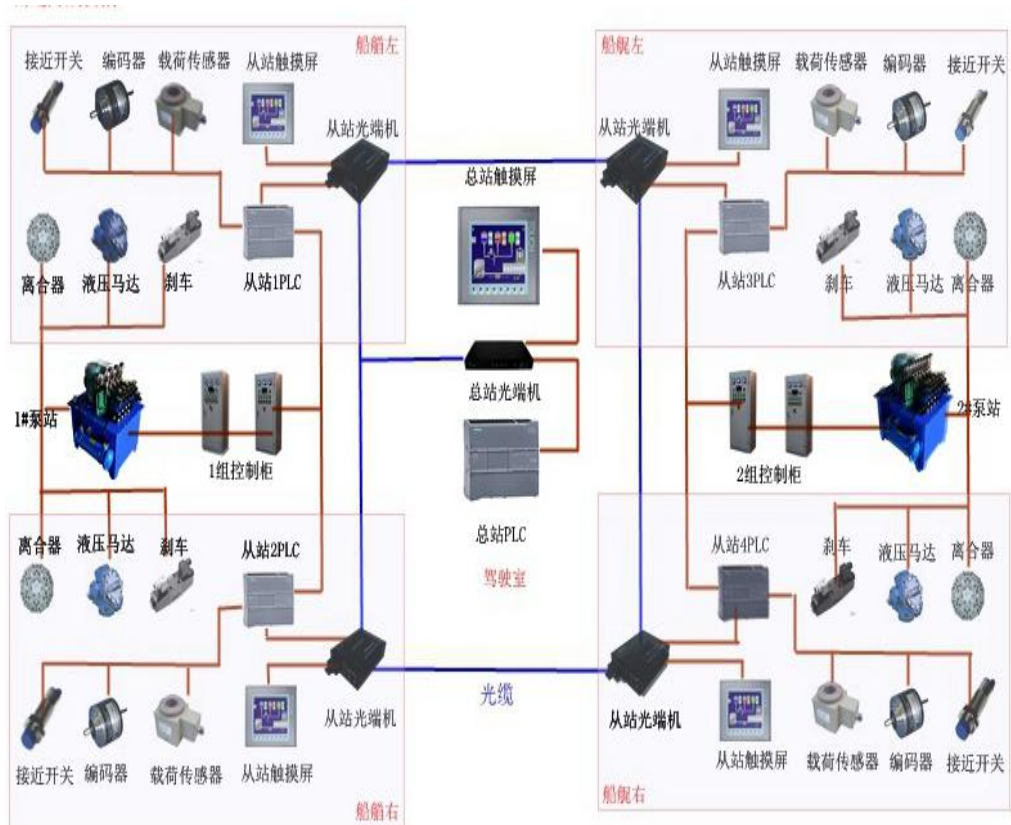 船艏左
接近开关
编码器
载荷传感器
从站触摸屏
从站光端机
离合器
液压马达
刹车
从站1PLC
船艉左
从站触摸屏
载荷传感器
编码器
接近开关
从站光端机
从站3PLC
刹车
液压马达
离合器
总站触摸屏
总站光端机
总站PLC
驾驶室
1#泵站
1组控制柜
2组控制柜
2#泵站
离合器
液压马达
刹车
从站2PLC
从站光端机
接近开关
编码器
载荷传感器
从站触摸屏
船艏右
光缆
从站4PLC
刹车
液压马达
离合器
从站光端机
从站触摸屏
载荷传感器
编码器
接近开关
船艉右